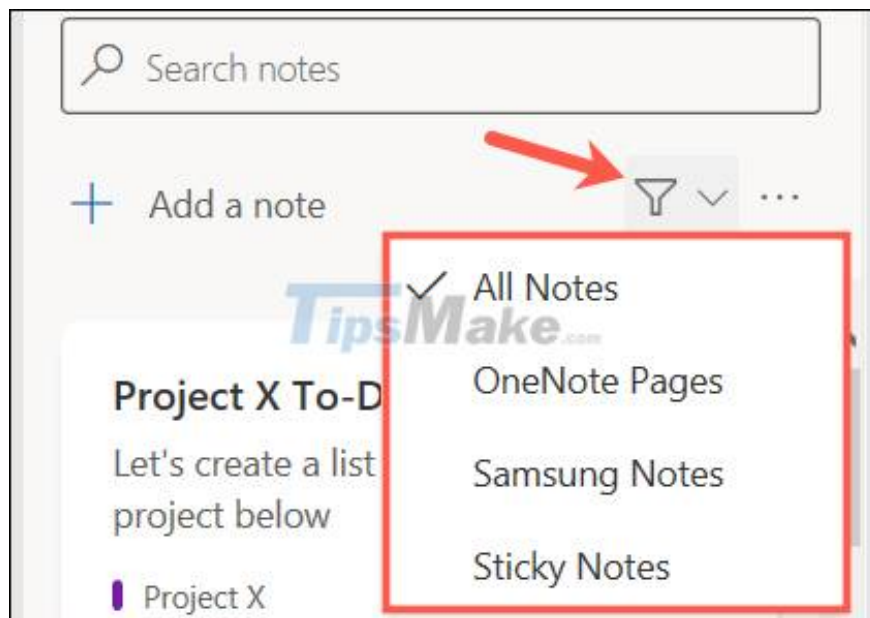 Search notes
Add a note
All Notes
TipsMake.com
OneNote Pages
Project X To-D
Let's create a list
Samsung Notes
project below
Sticky Notes
Project X